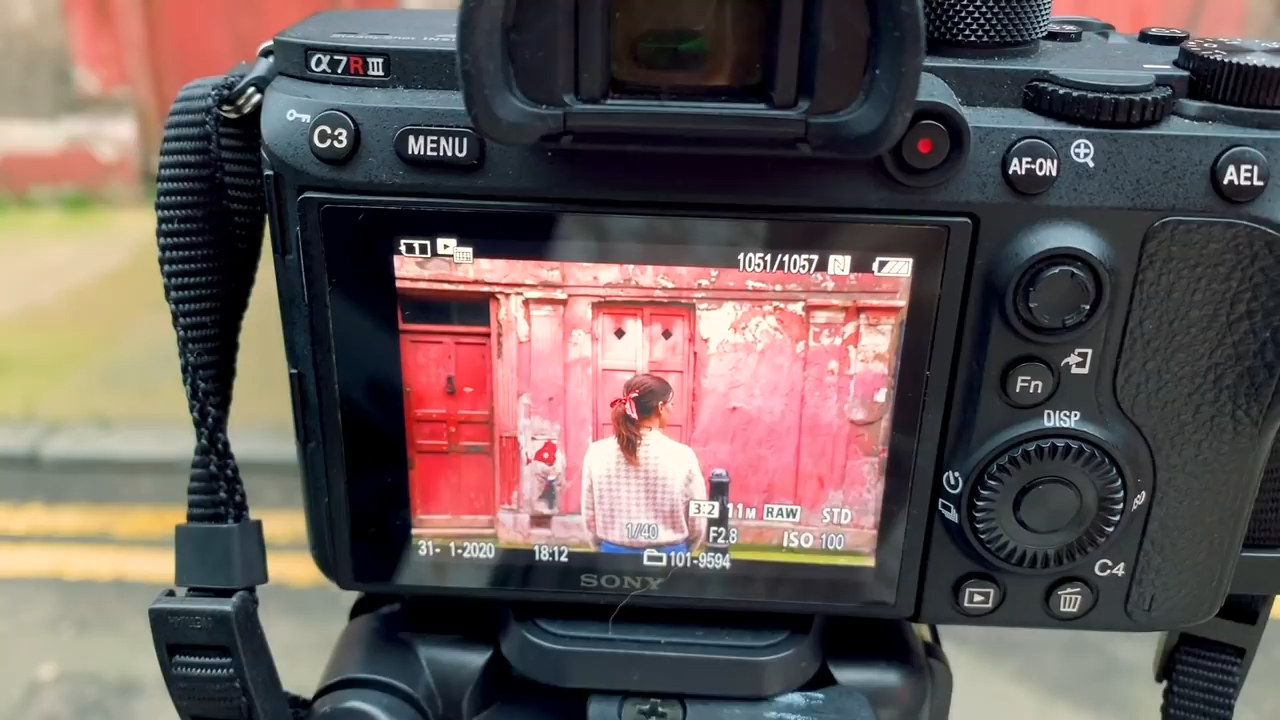 α7RIII
C3
MENU
AF-ON
AEL
1
1051/1057
3:2 11M RAW STD
1/40 F2.8 ISO 100
31- 1-2020 18:12 101-9594
SONY
Fn
DISP
C4